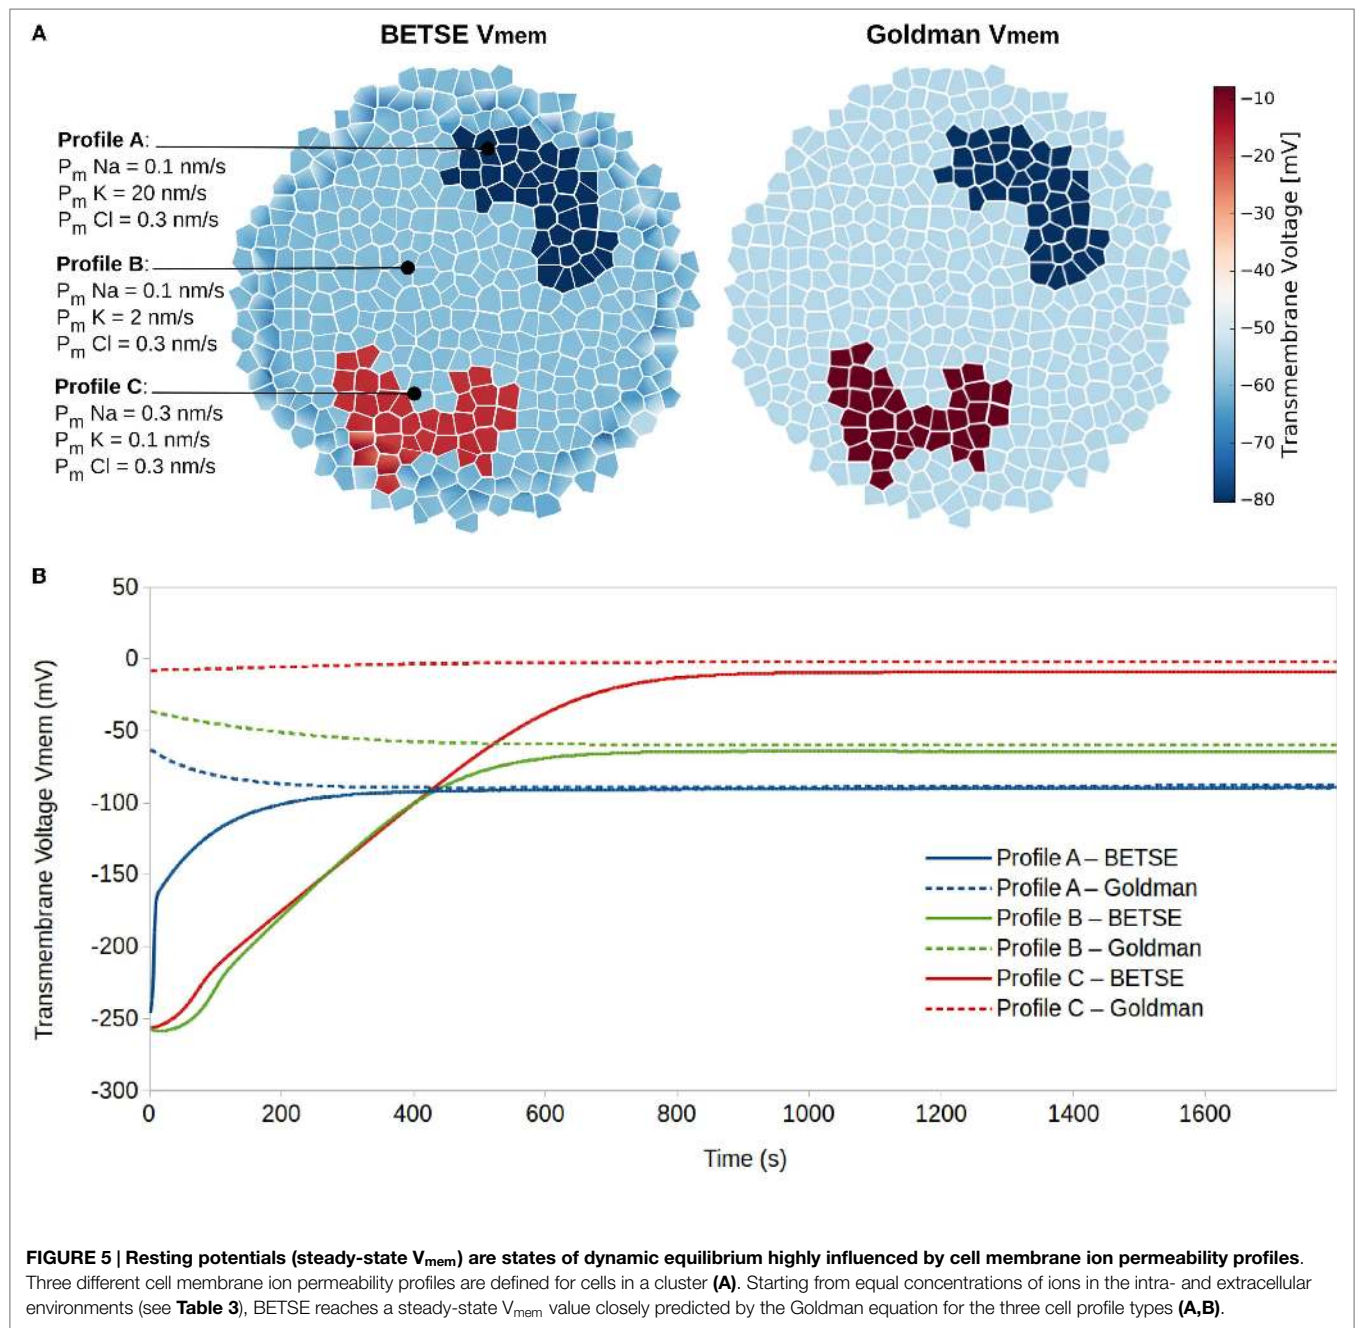 A
BETSE Vmem
Goldman Vmem
Profile A:
Pm Na = 0.1 nm/s
Pm K = 20 nm/s
Pm Cl = 0.3 nm/s
Profile B:
Pm Na = 0.1 nm/s
Pm K = 2 nm/s
Pm Cl = 0.3 nm/s
Profile C:
Pm Na = 0.3 nm/s
Pm K = 0.1 nm/s
Pm Cl = 0.3 nm/s
−10
−20
−30
−40
−50
−60
−70
−80
Transmembrane Voltage [mV]
B
Transmembrane Voltage Vmem (mV)
50
0
-50
-100
-150
-200
-250
-300
0 200 400 600 800 1000 1200 1400 1600
Time (s)
Profile A – BETSE
Profile A – Goldman
Profile B – BETSE
Profile B – Goldman
Profile C – BETSE
Profile C – Goldman
FIGURE 5 | Resting potentials (steady-state Vmem) are states of dynamic equilibrium highly influenced by cell membrane ion permeability profiles.
Three different cell membrane ion permeability profiles are defined for cells in a cluster (A). Starting from equal concentrations of ions in the intra- and extracellular
environments (see Table 3), BETSE reaches a steady-state Vmem value closely predicted by the Goldman equation for the three cell profile types (A,B).